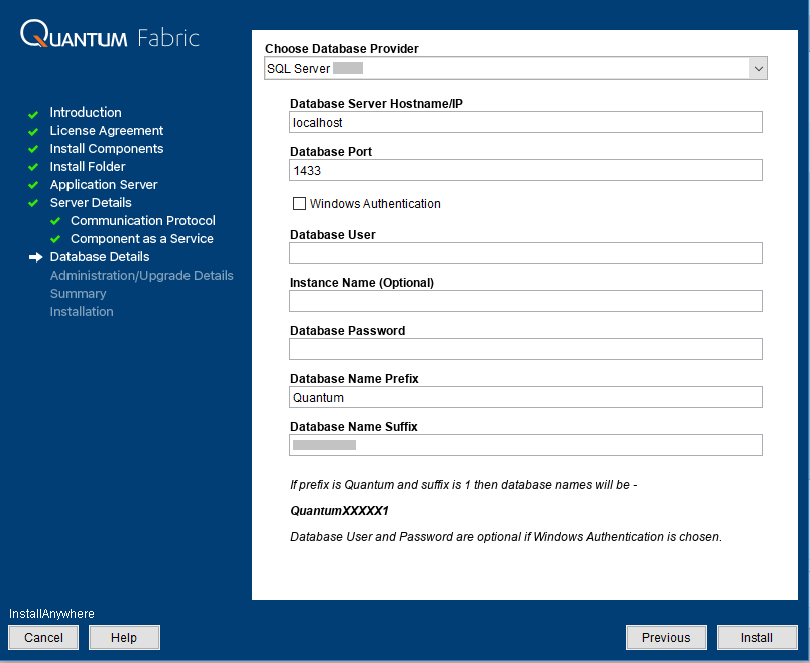 QUANTUM Fabric
Introduction
License Agreement
Install Components
Install Folder
Application Server
Server Details
Communication Protocol
Component as a Service
Database Details
Administration/Upgrade Details
Summary
Installation
Choose Database Provider
SQL Server
Database Server Hostname/IP
localhost
Database Port
1433
Windows Authentication
Database User
Instance Name (Optional)
Database Password
Database Name Prefix
Quantum
Database Name Suffix
If prefix is Quantum and suffix is 1 then database names will be -
QuantumXXXXX1
Database User and Password are optional if Windows Authentication is chosen.
InstallAnywhere
Cancel
Help
Previous
Install